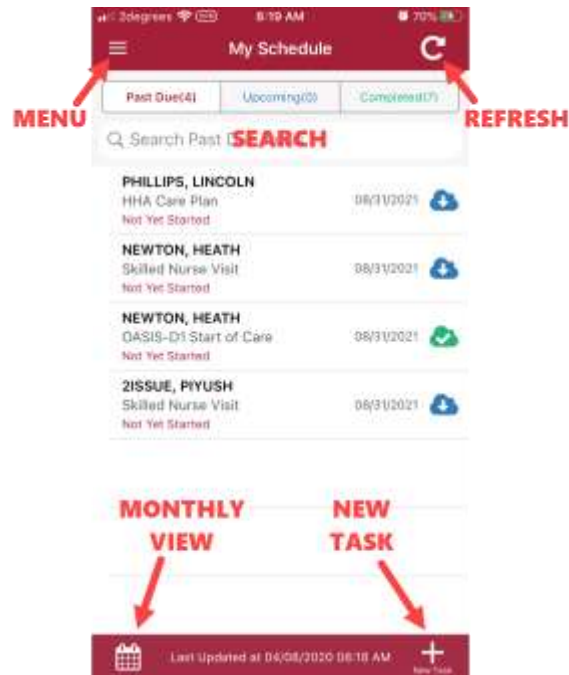 2degrees 8:19 AM 70%
My Schedule
MENU
REFRESH
Past Due(4) Upcoming(0) Completed(7)
Search Past D
SEARCH
PHILLIPS, LINCOLN
HHA Care Plan 08/31/2021
Not Yet Started
NEWTON, HEATH
Skilled Nurse Visit 08/31/2021
Not Yet Started
NEWTON, HEATH
OASIS-D1 Start of Care 08/31/2021
Not Yet Started
2ISSUE, PIYUSH
Skilled Nurse Visit 08/31/2021
Not Yet Started
MONTHLY
VIEW
NEW
TASK
Last Updated at 04/08/2020 08:18 AM
New Task